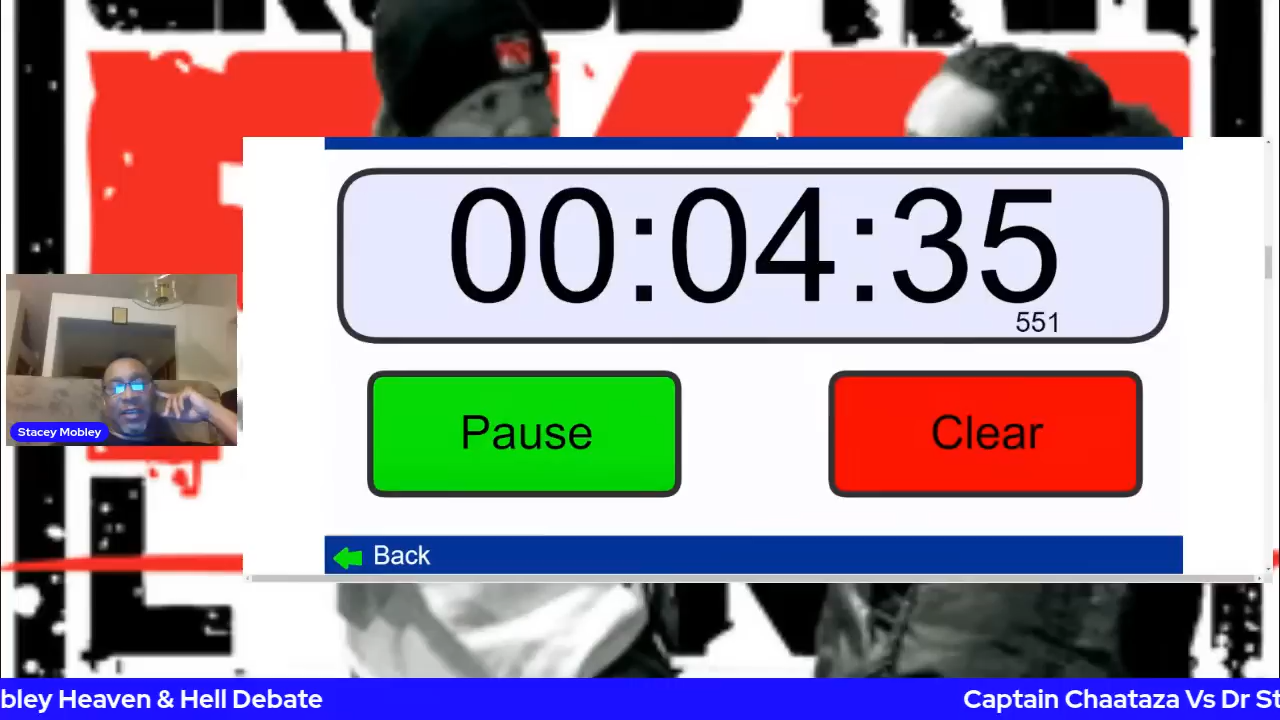 00:04:35
551
Pause
Clear
Stacey Mobley
Back
bley Heaven & Hell Debate
Captain Chaataza Vs Dr St